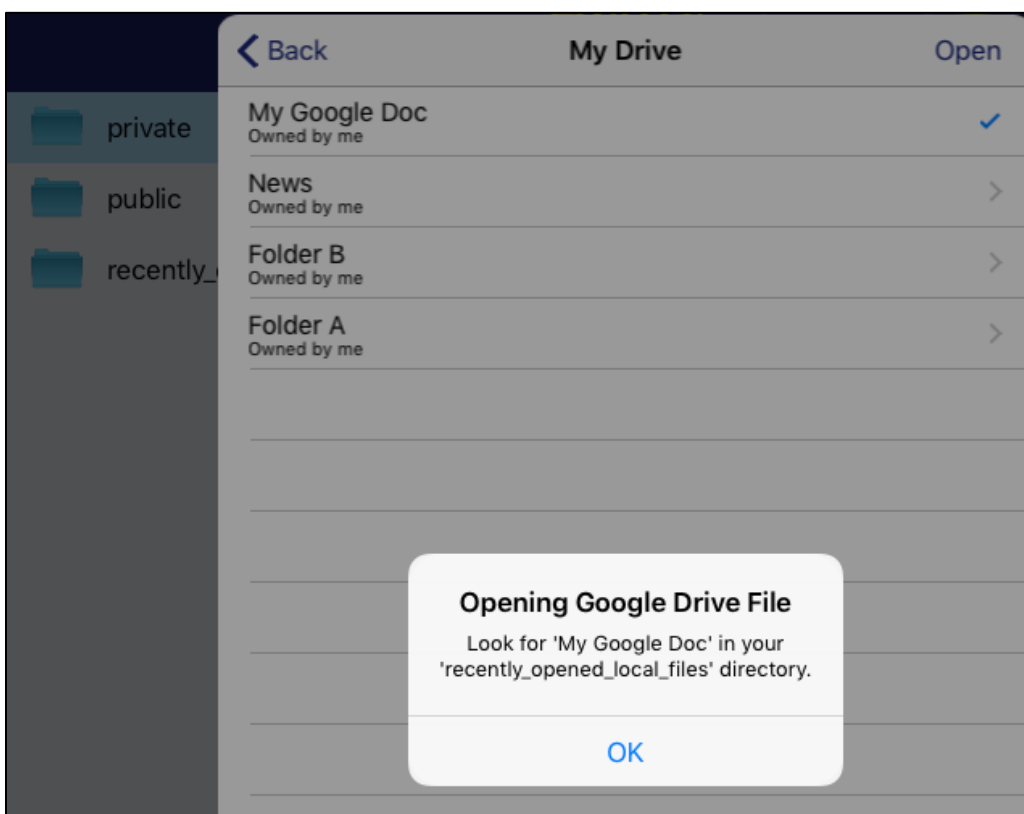 Back
My Drive
Open
private
public
recently_
My Google Doc
Owned by me
News
Owned by me
Folder B
Owned by me
Folder A
Owned by me
Opening Google Drive File
Look for 'My Google Doc' in your
'recently_opened_local_files' directory.
OK